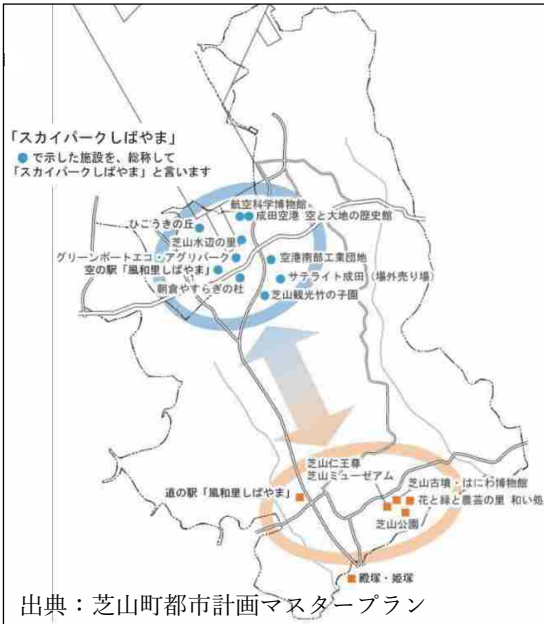 「スカイパークしばやま」
●で示した施設を、総称して
「スカイパークしばやま」と言います
航空科学博物館
成田空港 空と大地の歴史館
ひこうきの丘
芝山水辺の里
グリーンポートエコ・アグリパーク
空港南部工業団地
空の駅「風和里しばやま」
サテライト成田（場外売り場）
朝倉やすらぎの杜
芝山観光竹の子園
芝山仁王尊
芝山ミューゼアム
芝山古墳・はにわ博物館
道の駅「風和里しばやま」
花と緑と農芸の里 和い処
芝山公園
殿塚・姫塚
出典：芝山町都市計画マスタープラン